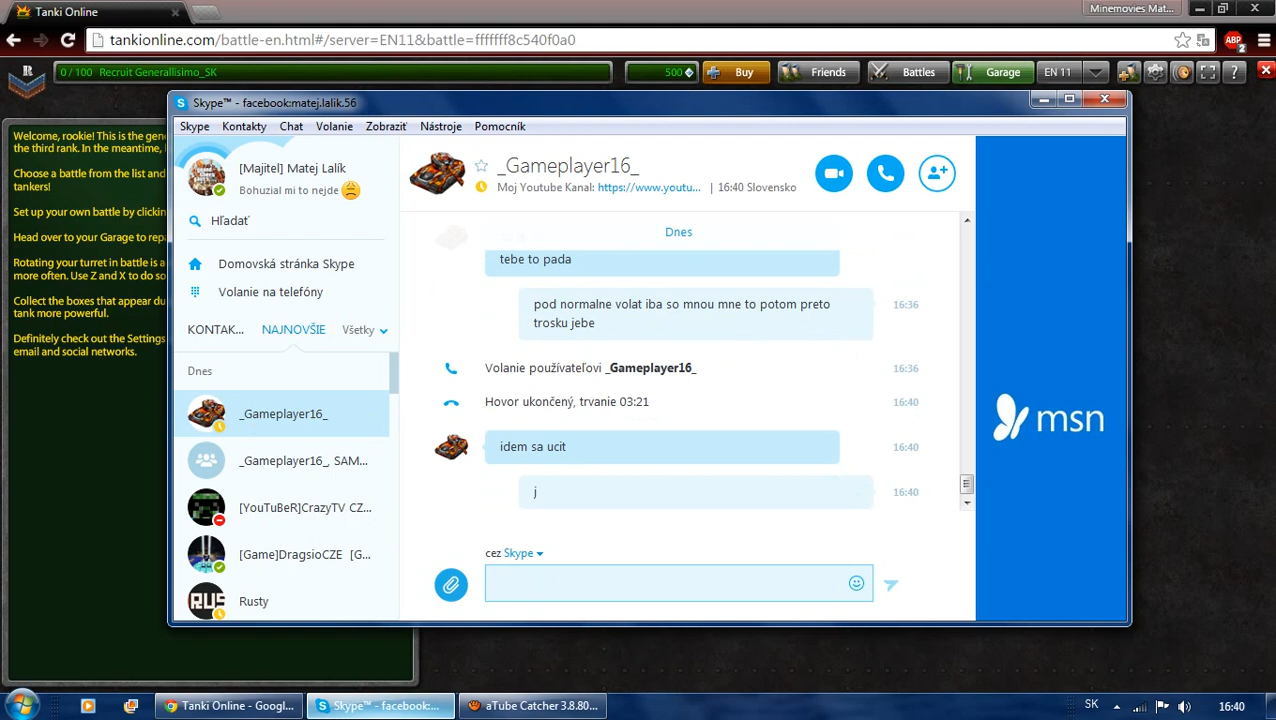 Tanki Online
Minemovies Mat...
tankionline.com/battle-en.html#/server=EN11&battle=fffffff8c540f0a0
ABP
2
R
0 / 100 Recruit Generallisimo_SK
500
Buy
Friends
Battles
Garage
EN 11
?
Welcome, rookie! This is the gene
the third rank. In the meantime,
Choose a battle from the list and
tankers!
Set up your own battle by clickin
Head over to your Garage to repa
Rotating your turret in battle is a
more often. Use Z and X to do so
Collect the boxes that appear du
tank more powerful.
Definitely check out the Settings
email and social networks.
Skype™ - facebook:matej.lalik.56
Skype
Kontakty
Chat
Volanie
Zobraziť
Nástroje
Pomocník
[Majitel] Matej Lalík
Bohuzial mi to nejde
Hľadať
Domovská stránka Skype
Volanie na telefóny
KONTAK...
NAJNOVŠIE
Všetky
Dnes
_Gameplayer16_
_Gameplayer16_, SAM...
[YouTuBeR]CrazyTV CZ...
[Game]DragsioCZE [G...
RUS
Rusty
_Gameplayer16_
Moj Youtube Kanal: https://www.youtu... | 16:40 Slovensko
Dnes
tebe to pada
pod normalne volat iba so mnou mne to potom preto
trosku jebe
16:36
Volanie používateľovi _Gameplayer16_
16:36
Hovor ukončený, trvanie 03:21
16:40
idem sa ucit
16:40
j
16:40
cez Skype
msn
Tanki Online - Googl...
Skype™ - facebook:...
aTube Catcher 3.8.80...
SK
16:40